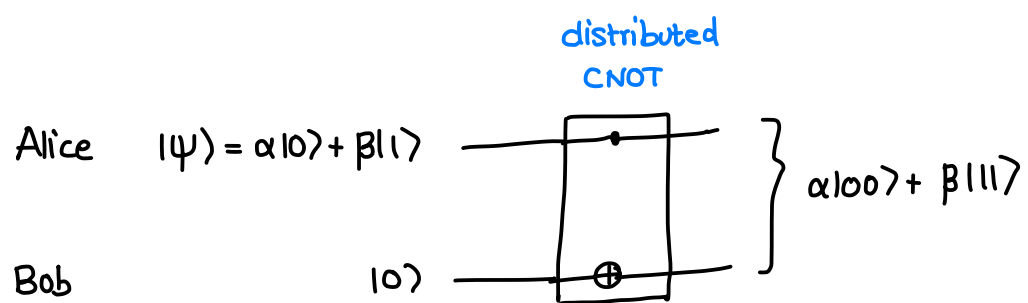 distributed
CNOT
Alice |ψ⟩ = α|0⟩ + β|1⟩
α|00⟩ + β|11⟩
Bob |0⟩